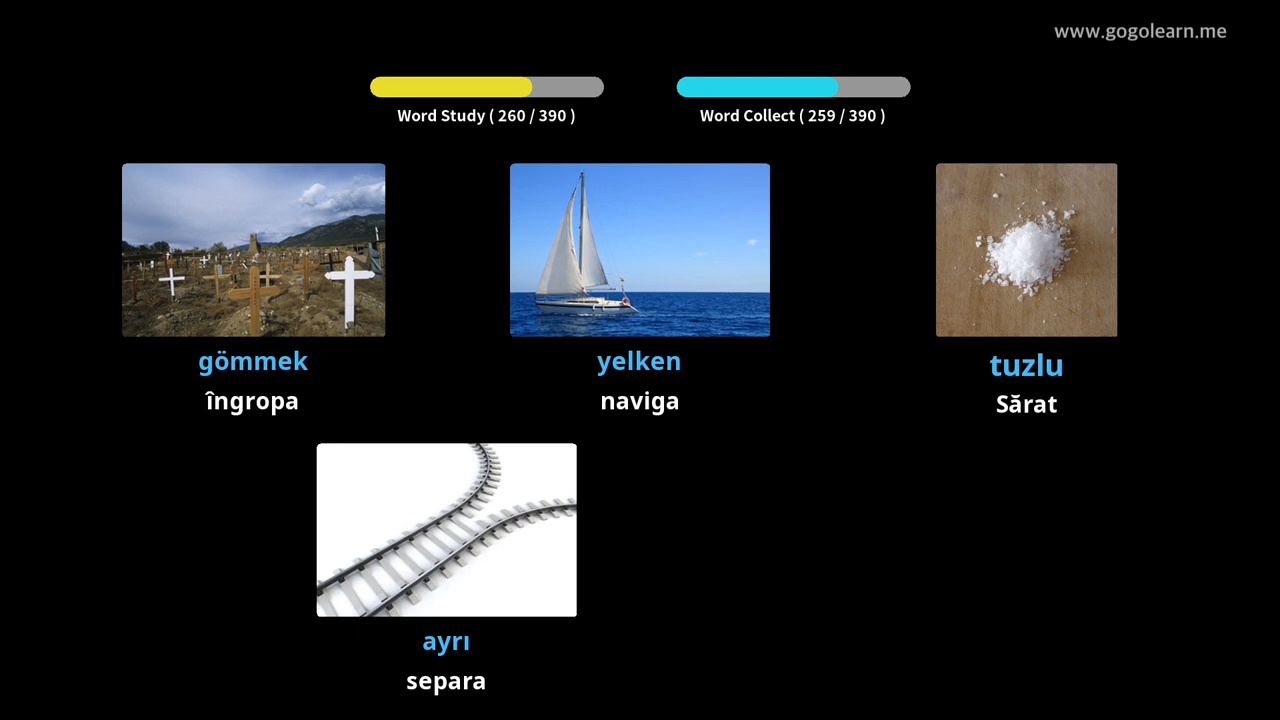 www.gogolearn.me
Word Study ( 260 / 390 )
Word Collect ( 259 / 390 )
gömmek
îngropa
yelken
naviga
tuzlu
Sărat
ayrı
separa